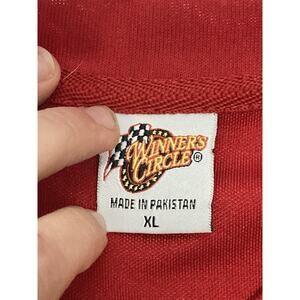 WINNER'S
CIRCLE®
MADE IN PAKISTAN
XL